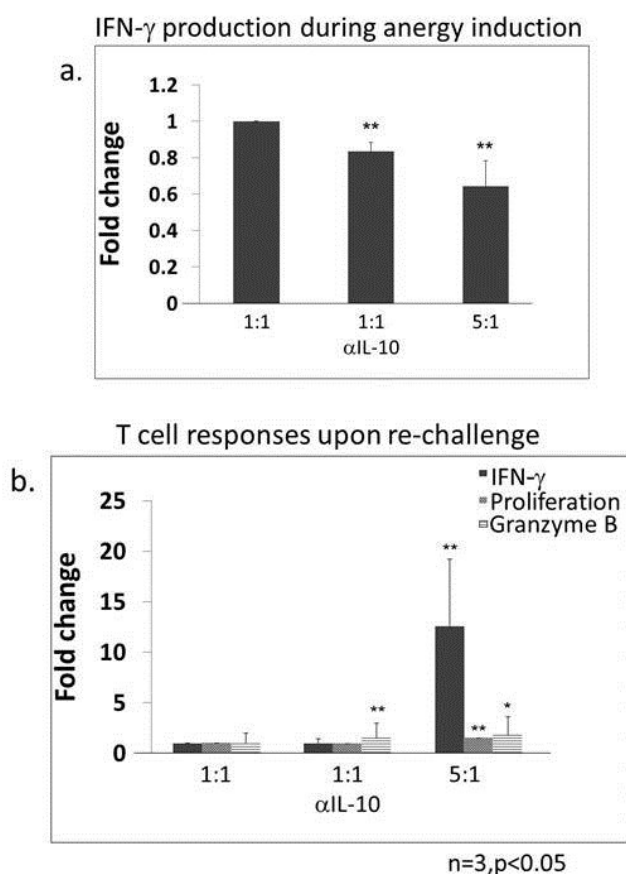 IFN-γ production during anergy induction
a.
1.2
1
0.8
0.6
0.4
0.2
0
Fold change
** **
1:1 1:1 5:1
αIL-10
T cell responses upon re-challenge
b.
IFN-γ
Proliferation
Granzyme B
25
20
15
10
5
0
Fold change
**
** ** *
1:1 1:1 5:1
αIL-10
n=3,p<0.05